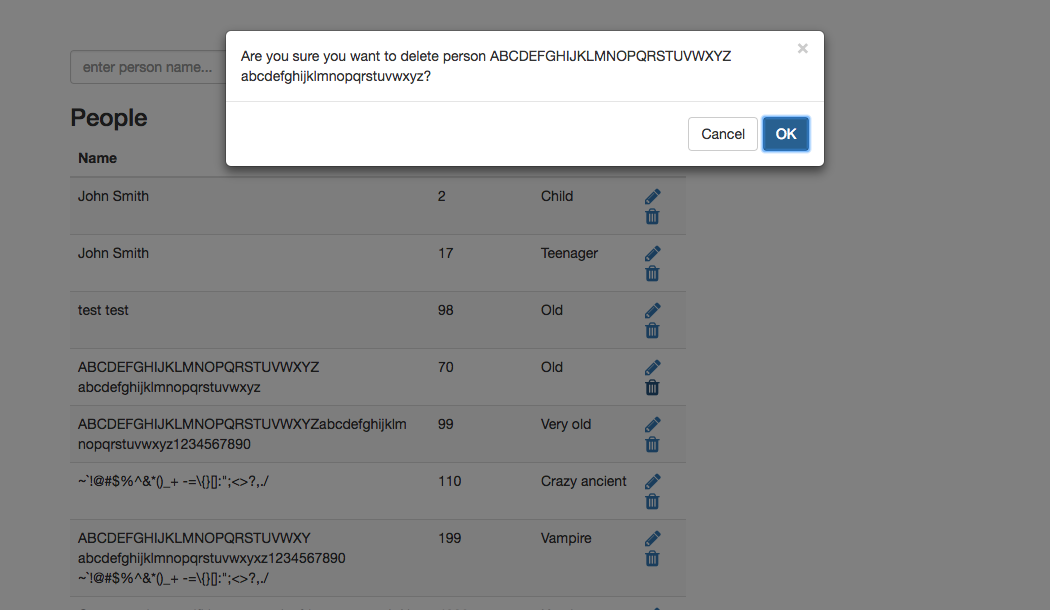 Are you sure you want to delete person ABCDEFGHIJKLMNOPQRSTUVWXYZ
abcdefghijklmnopqrstuvwxyz?
×
Cancel OK
enter person name...
People
Name
John Smith 2 Child
John Smith 17 Teenager
test test 98 Old
ABCDEFGHIJKLMNOPQRSTUVWXYZ 70 Old
abcdefghijklmnopqrstuvwxyz
ABCDEFGHIJKLMNOPQRSTUVWXYZabcdefghijklm 99 Very old
nopqrstuvwxyz1234567890
~`!@#$%^&*()_+ -=\{}[]:";<>?,./ 110 Crazy ancient
ABCDEFGHIJKLMNOPQRSTUVWXY 199 Vampire
abcdefghijklmnopqrstuvwxyxz1234567890
~`!@#$%^&*()_+ -=\{}[]:";<>?,./